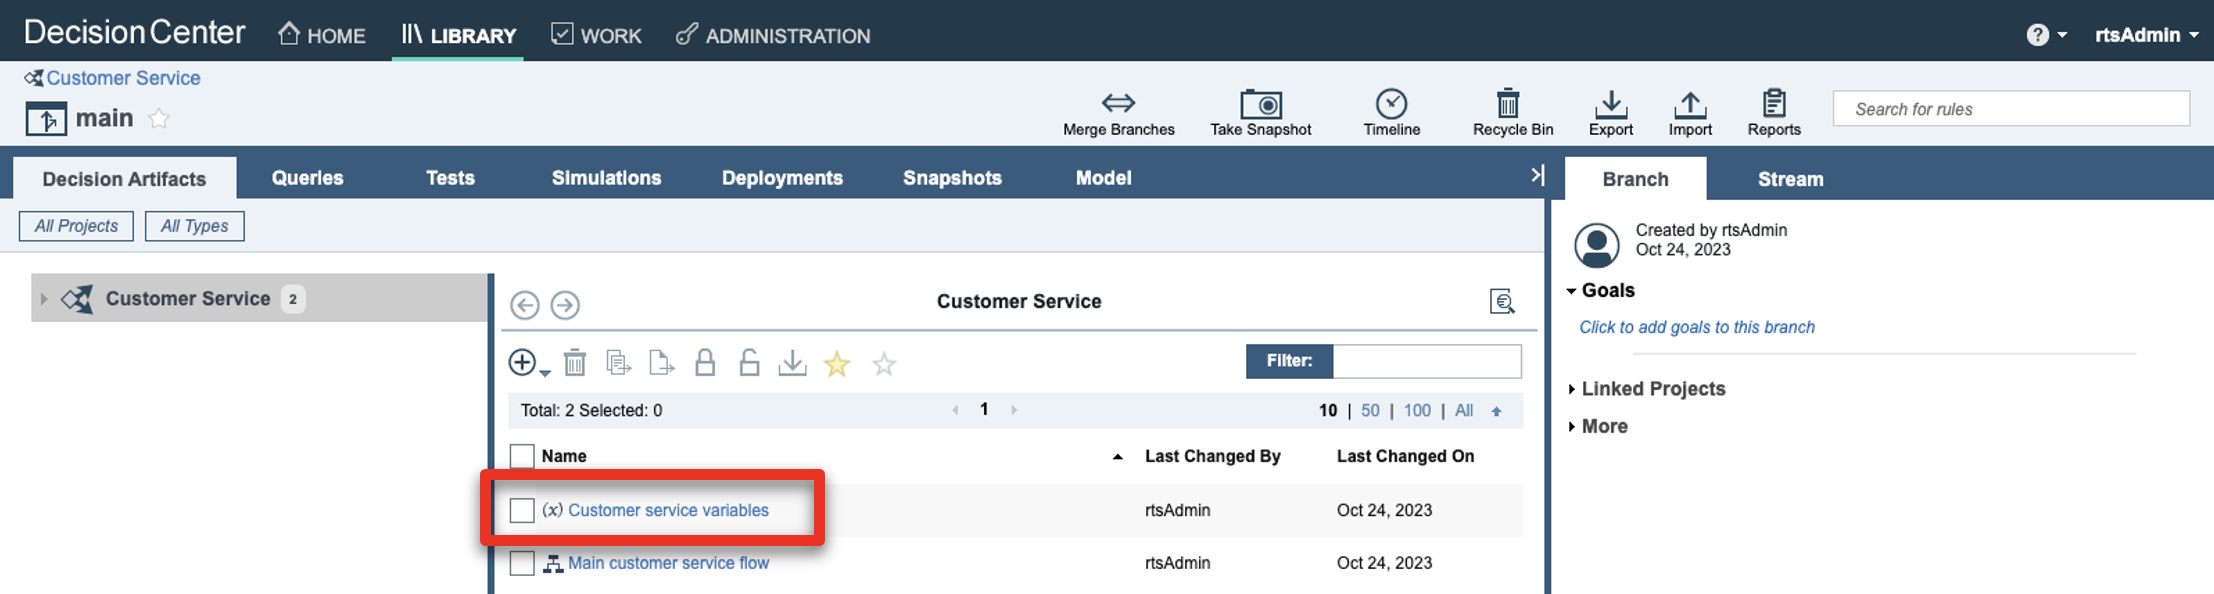 Decision Center HOME LIBRARY WORK ADMINISTRATION ? rtsAdmin
Customer Service
main
Merge Branches Take Snapshot Timeline Recycle Bin Export Import Reports Search for rules
Decision Artifacts Queries Tests Simulations Deployments Snapshots Model
All Projects All Types
Customer Service 2
Customer Service
Filter:
Total: 2 Selected: 0 1 10 | 50 | 100 | All
Name Last Changed By Last Changed On
(x) Customer service variables rtsAdmin Oct 24, 2023
Main customer service flow rtsAdmin Oct 24, 2023
Branch Stream
Created by rtsAdmin
Oct 24, 2023
Goals
Click to add goals to this branch
Linked Projects
More